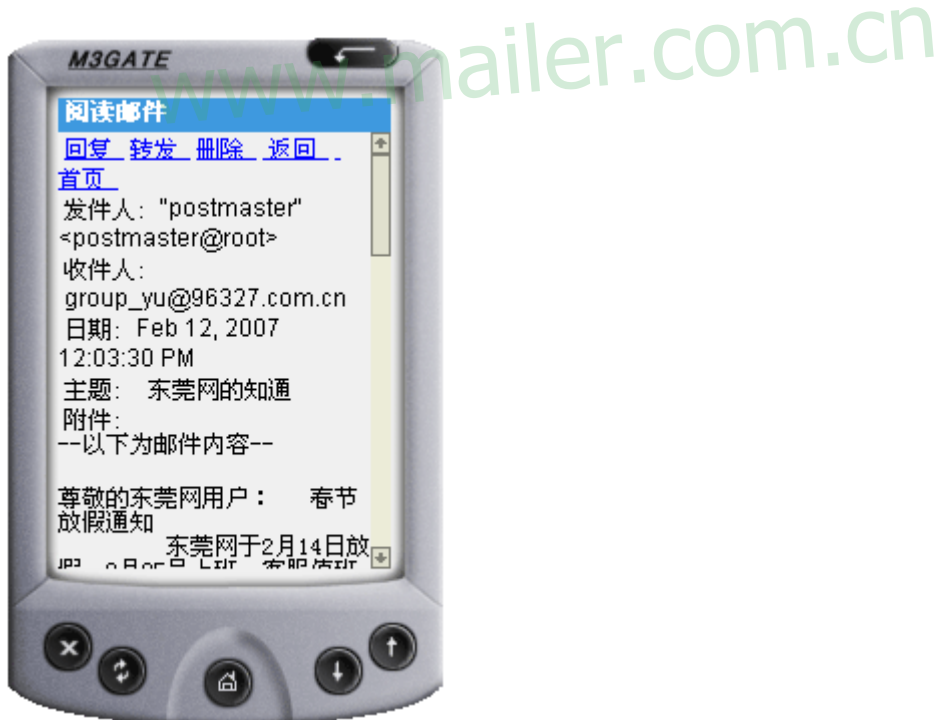 www.mailer.com.cn
M3GATE
阅读邮件
回复 转发 删除 返回
首页
发件人: "postmaster"
<postmaster@root>
收件人:
group_yu@96327.com.cn
日期: Feb 12, 2007
12:03:30 PM
主题: 东莞网的知通
附件:
--以下为邮件内容--
尊敬的东莞网用户： 春节
放假通知
东莞网于2月14日放